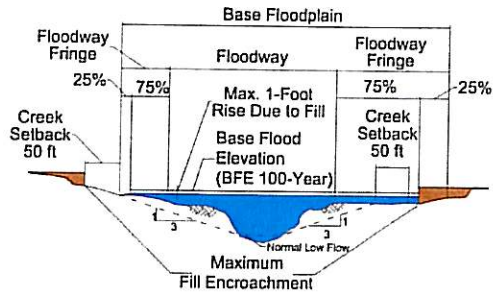 Base Floodplain
Floodway
Fringe
Floodway
Floodway
Fringe
25%
75%
75%
25%
Max. 1-Foot
Rise Due to Fill
Creek
Setback
50 ft
Base Flood
Elevation
(BFE 100-Year)
Creek
Setback
50 ft
1
3
1
3
Normal Low Flow
Maximum
Fill Encroachment